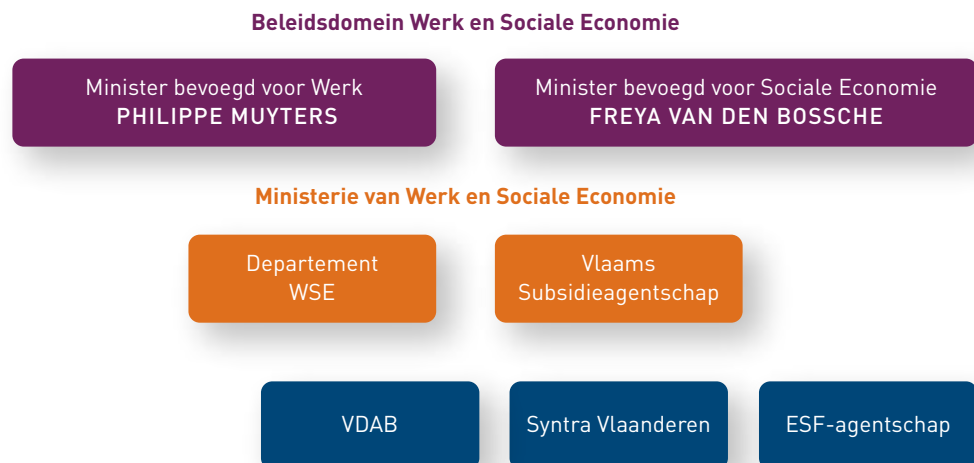 Beleidsdomein Werk en Sociale Economie
Minister bevoegd voor Werk
PHILIPPE MUYTERS
Minister bevoegd voor Sociale Economie
FREYA VAN DEN BOSSCHE
Ministerie van Werk en Sociale Economie
Departement
WSE
Vlaams
Subsidieagentschap
VDAB
Syntra Vlaanderen
ESF-agentschap